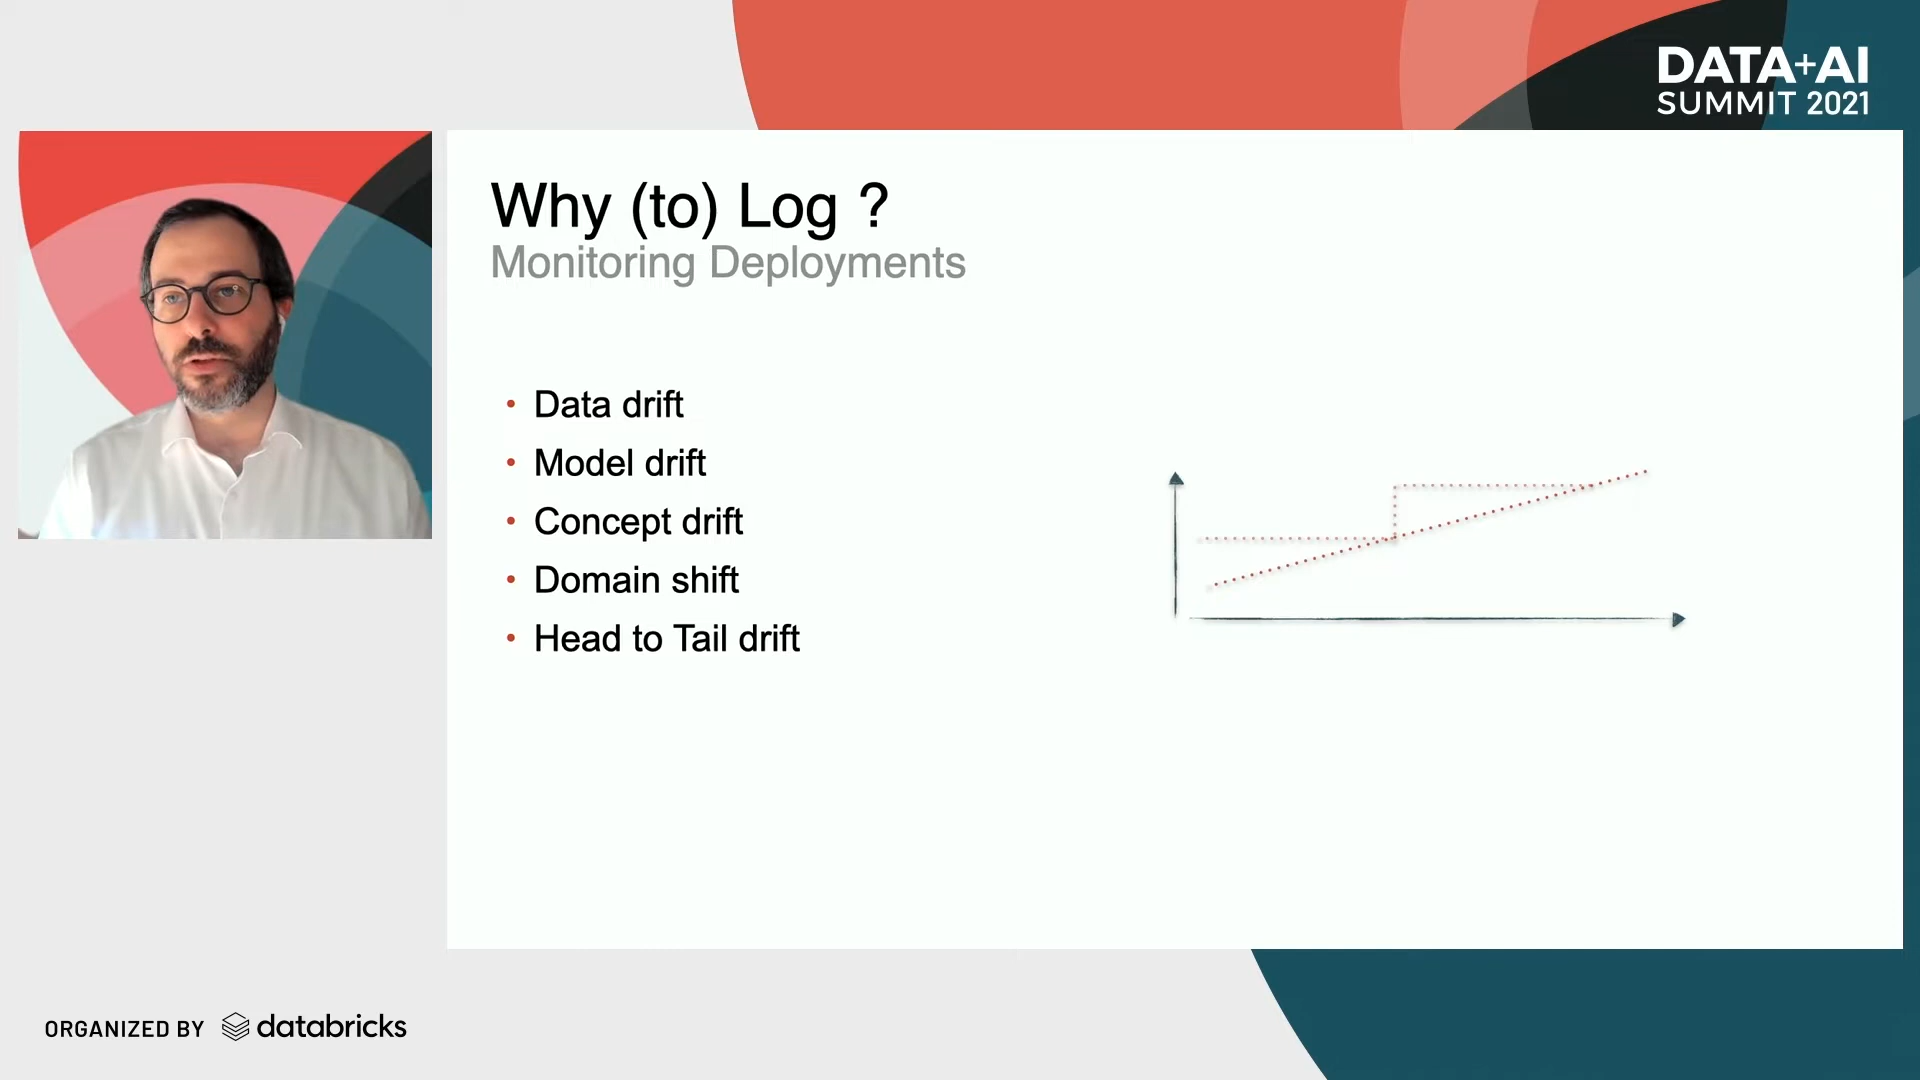 DATA+AI
SUMMIT 2021
Why (to) Log ?
Monitoring Deployments
• Data drift
• Model drift
• Concept drift
• Domain shift
• Head to Tail drift
ORGANIZED BY databricks